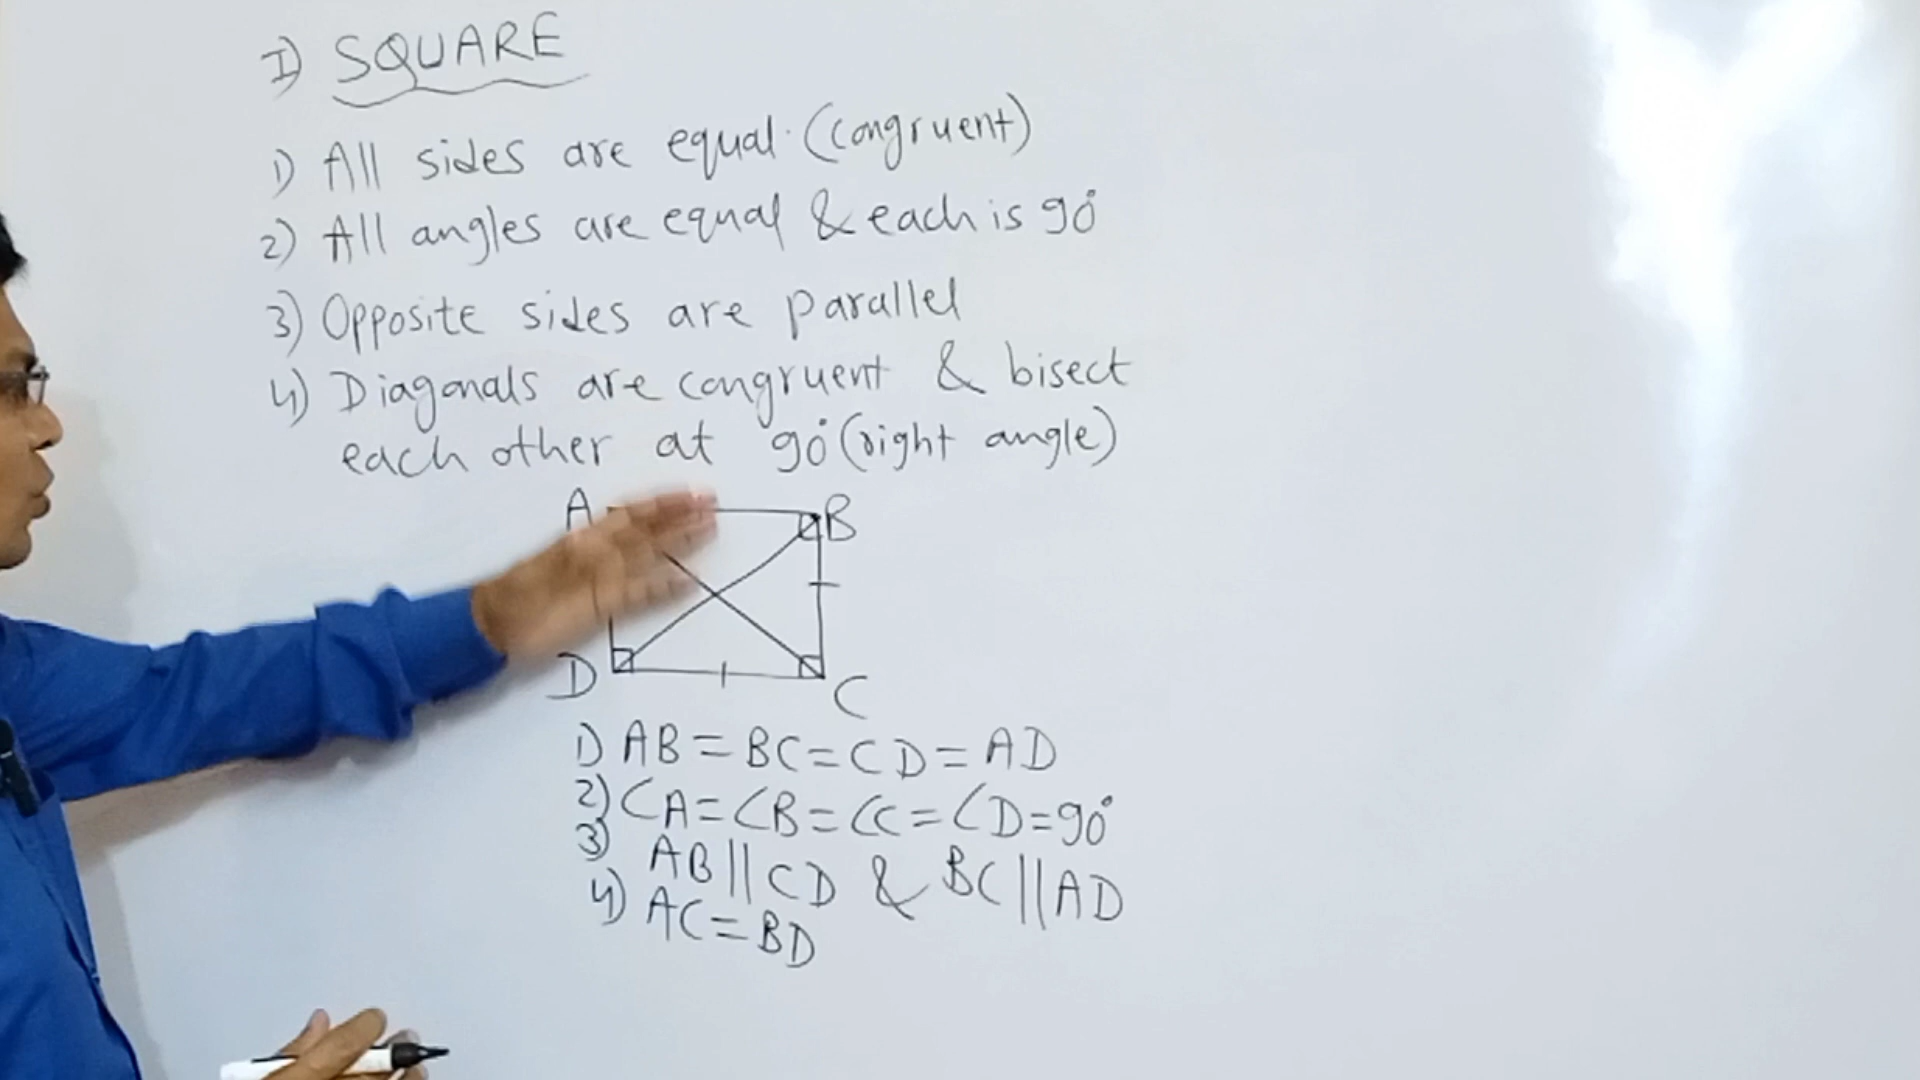 I) SQUARE
1) All sides are equal. (congruent)
2) All angles are equal & each is 90°
3) Opposite sides are parallel
4) Diagonals are congruent & bisect
each other at 90° (right angle)
A B
D C
1) AB = BC = CD = AD
2) ∠A = ∠B = ∠C = ∠D = 90°
3) AB || CD & BC || AD
4) AC = BD